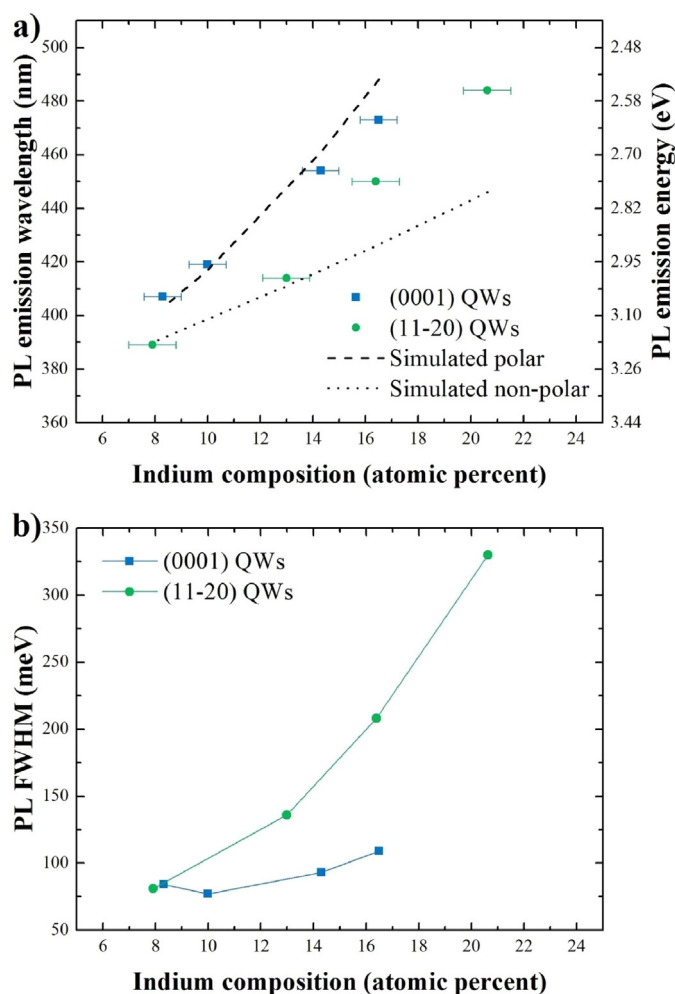 a)
500
480
460
440
420
400
380
360
PL emission wavelength (nm)
2.48
2.58
2.70
2.82
2.95
3.10
3.26
3.44
PL emission energy (eV)
(0001) QWs
(11-20) QWs
Simulated polar
Simulated non-polar
6 8 10 12 14 16 18 20 22 24
Indium composition (atomic percent)
b)
350
300
250
200
150
100
50
PL FWHM (meV)
(0001) QWs
(11-20) QWs
6 8 10 12 14 16 18 20 22 24
Indium composition (atomic percent)